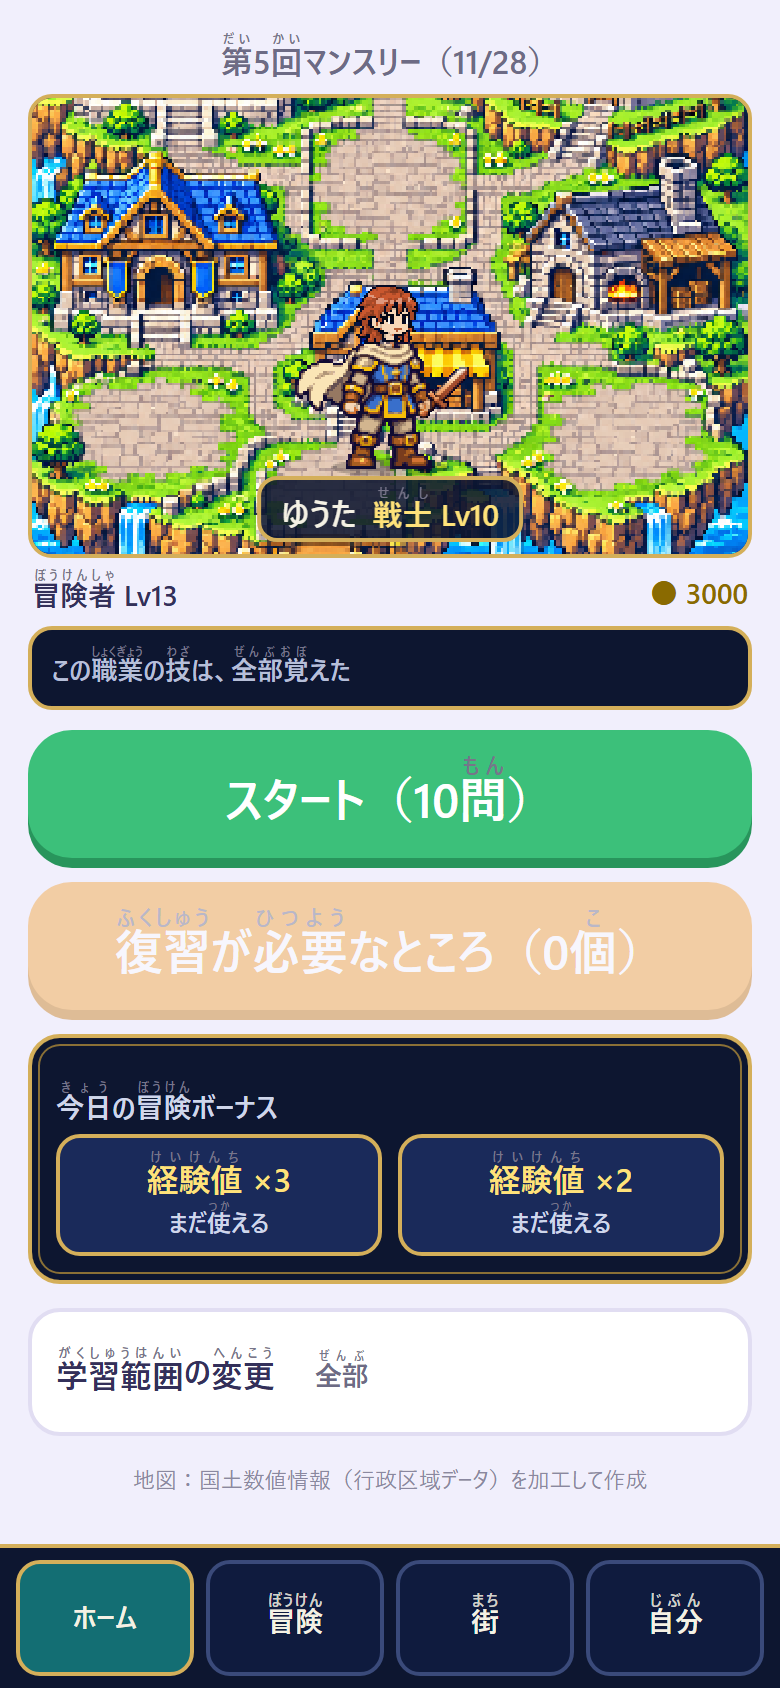 だい かい
第5回マンスリー（11/28）
せんし
ゆうた 戦士 Lv10
ぼうけんしゃ
冒険者 Lv13
3000
しょくぎょう わざ ぜんぶおぼ
この職業の技は、全部覚えた
もん
スタート（10問）
ふくしゅう ひつよう こ
復習が必要なところ（0個）
きょう ぼうけん
今日の冒険ボーナス
けいけんち
経験値 ×3
つか
まだ使える
けいけんち
経験値 ×2
つか
まだ使える
がくしゅうはんい へんこう ぜんぶ
学習範囲の変更 全部
地図：国土数値情報（行政区域データ）を加工して作成
ホーム
ぼうけん
冒険
まち
街
じぶん
自分